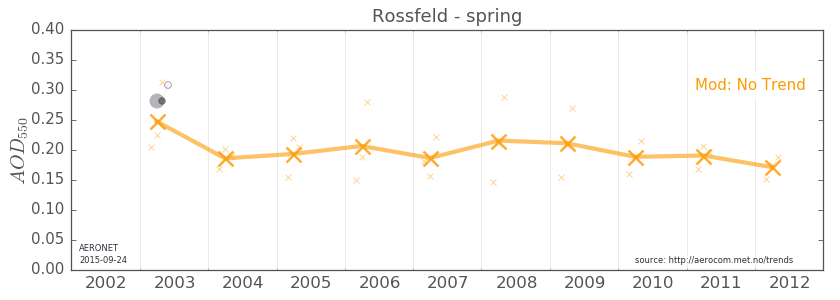 Rossfeld - spring
0.40
0.35
0.30
0.25
0.20
0.15
0.10
0.05
0.00
AOD550
Mod: No Trend
AERONET
2015-09-24
source: http://aerocom.met.no/trends
2002 2003 2004 2005 2006 2007 2008 2009 2010 2011 2012